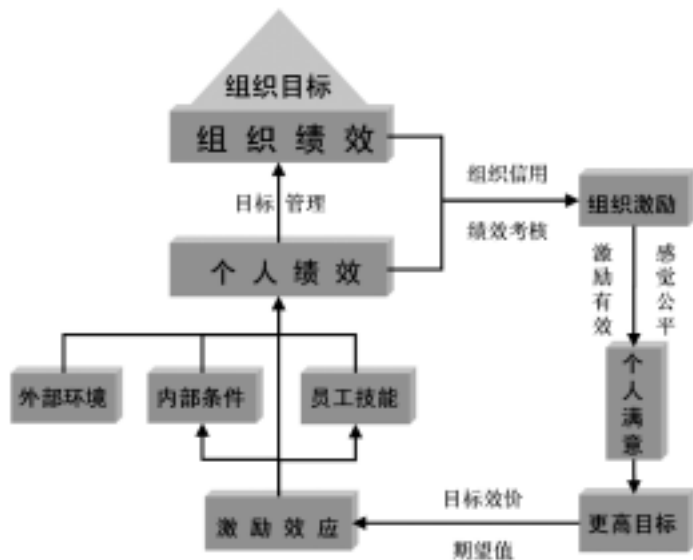 组织目标
组织绩效
组织信用
目标管理
绩效考核
组织激励
个人绩效
激励有效
感觉公平
外部环境
内部条件
员工技能
个人满意
目标效价
激励效应
更高目标
期望值